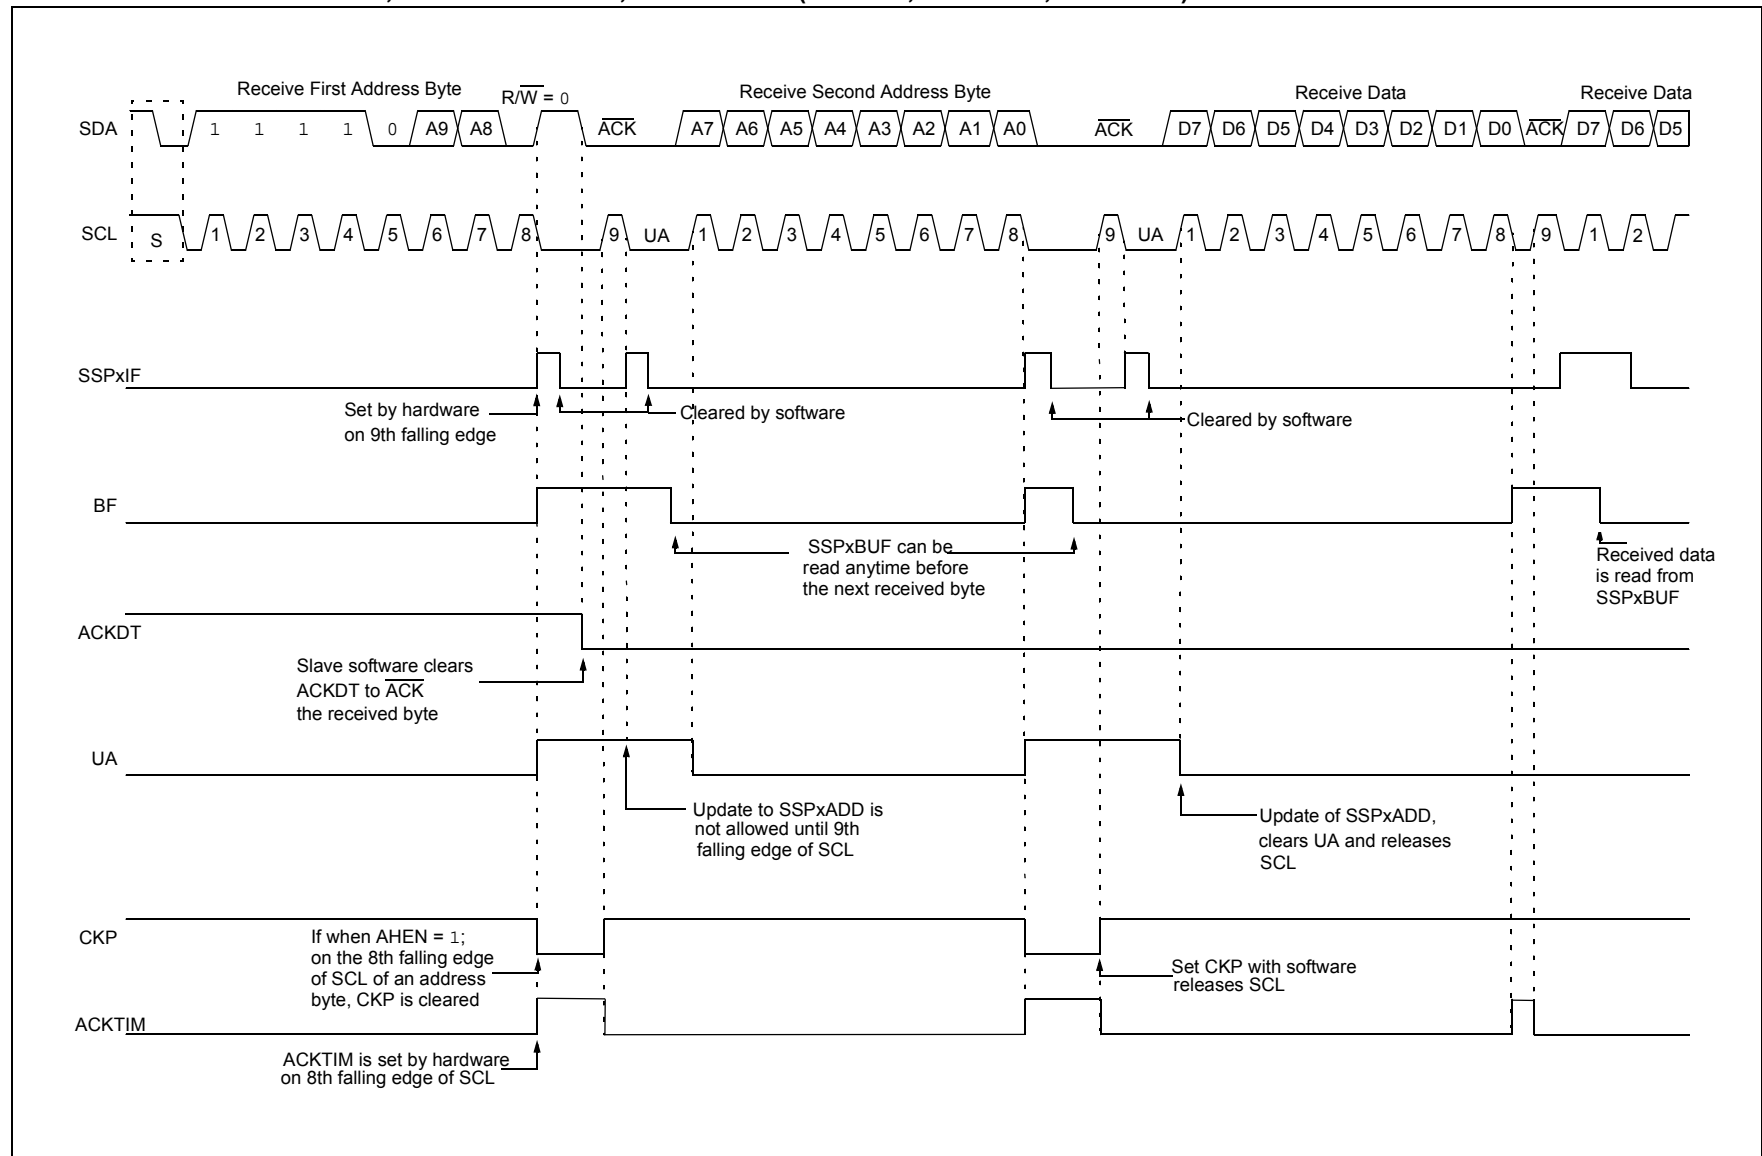 Receive First Address Byte
R/W = 0
Receive Second Address Byte
Receive Data
Receive Data
SDA
1 1 1 1 0 A9 A8
ACK
A7 A6 A5 A4 A3 A2 A1 A0
ACK
D7 D6 D5 D4 D3 D2 D1 D0
ACK
D7 D6 D5
SCL
S
1 2 3 4 5 6 7 8 9 UA 1 2 3 4 5 6 7 8 9 UA 1 2 3 4 5 6 7 8 9 1 2
SSPxIF
Set by hardware
on 9th falling edge
Cleared by software
Cleared by software
BF
SSPxBUF can be
read anytime before
the next received byte
Received data
is read from
SSPxBUF
ACKDT
Slave software clears
ACKDT to ACK
the received byte
UA
Update to SSPxADD is
not allowed until 9th
falling edge of SCL
Update of SSPxADD,
clears UA and releases
SCL
CKP
If when AHEN = 1;
on the 8th falling edge
of SCL of an address
byte, CKP is cleared
Set CKP with software
releases SCL
ACKTIM
ACKTIM is set by hardware
on 8th falling edge of SCL